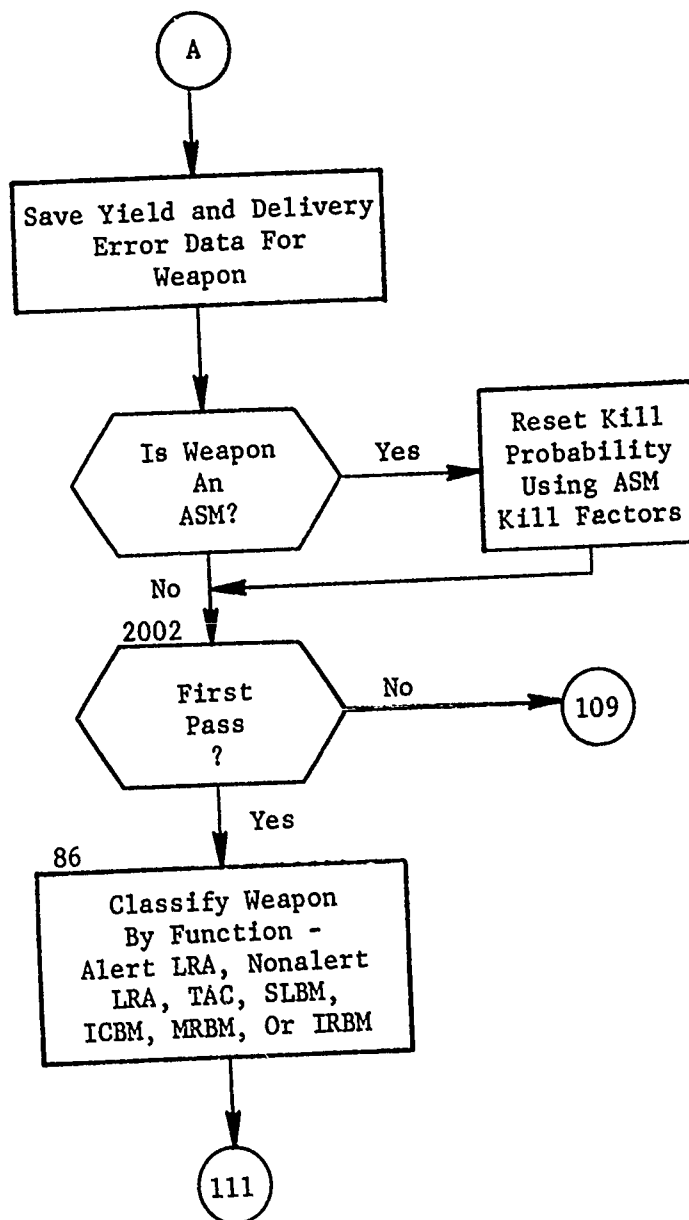 A
Save Yield and Delivery
Error Data For
Weapon
Is Weapon
An
ASM?
Yes
Reset Kill
Probability
Using ASM
Kill Factors
No
2002
First
Pass
?
No
109
Yes
86
Classify Weapon
By Function -
Alert LRA, Nonalert
LRA, TAC, SLBM,
ICBM, MRBM, Or IRBM
111